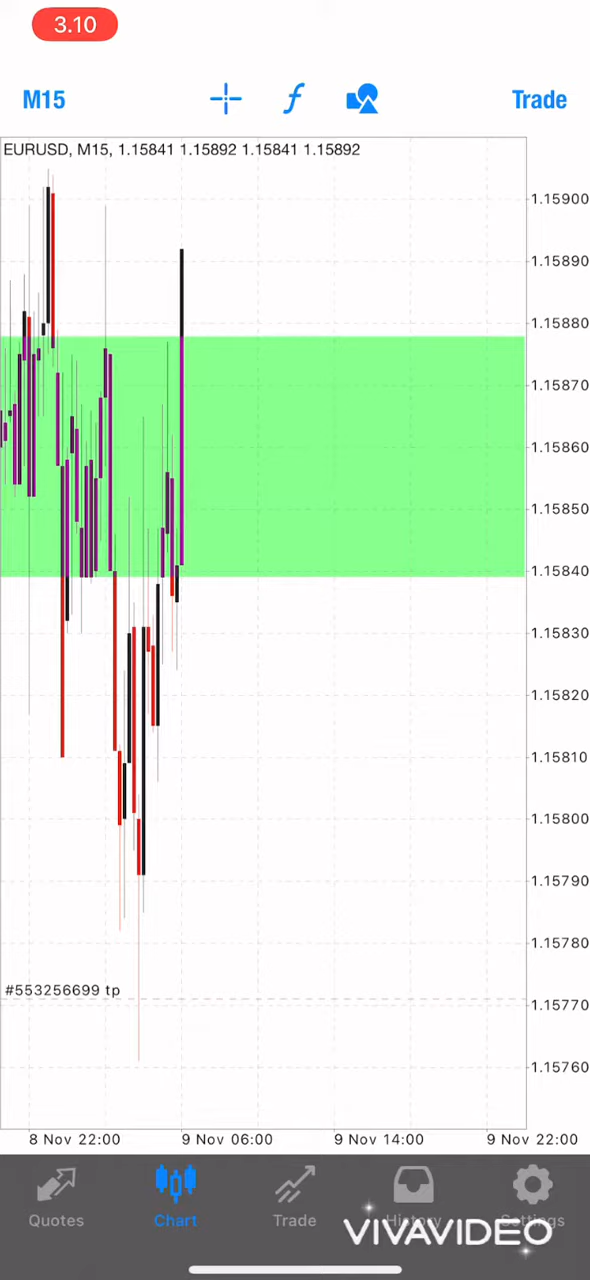 3.10
M15
f
Trade
EURUSD, M15, 1.15841 1.15892 1.15841 1.15892
1.15900
1.15890
1.15880
1.15870
1.15860
1.15850
1.15840
1.15830
1.15820
1.15810
1.15800
1.15790
1.15780
#553256699 tp
1.15770
1.15760
8 Nov 22:00
9 Nov 06:00
9 Nov 14:00
9 Nov 22:00
Quotes
Chart
Trade
History
Settings
VIVAVIDEO